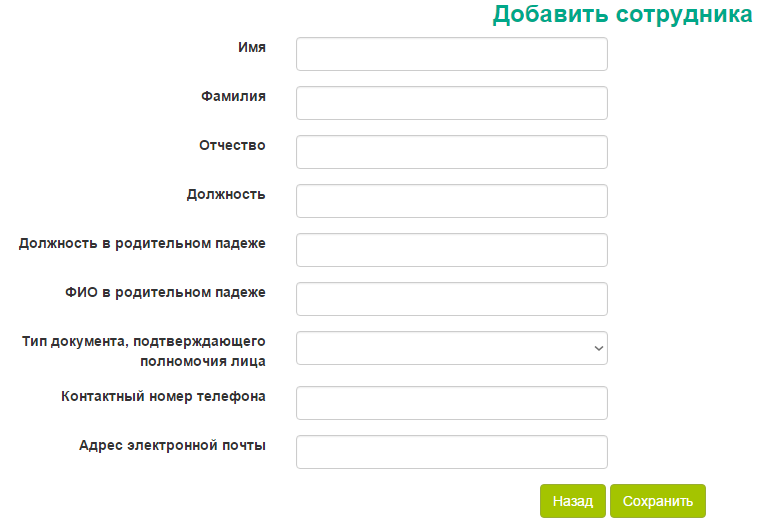 Добавить сотрудника
Имя
Фамилия
Отчество
Должность
Должность в родительном падеже
ФИО в родительном падеже
Тип документа, подтверждающего
полномочия лица
Контактный номер телефона
Адрес электронной почты
Назад Сохранить